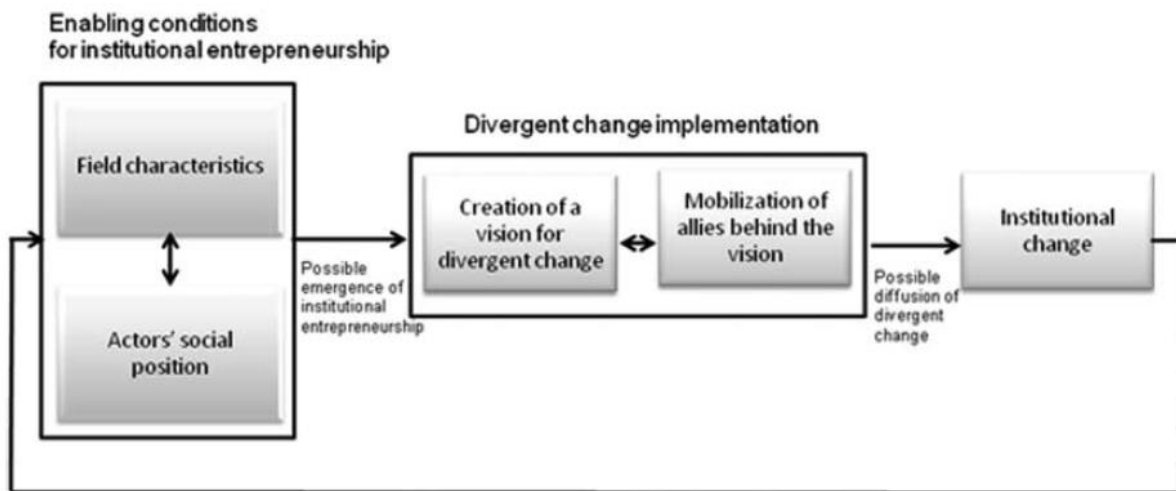 Enabling conditions
for institutional entrepreneurship
Field characteristics
Actors' social
position
Possible
emergence of
institutional
entrepreneurship
Divergent change implementation
Creation of a
vision for
divergent change
Mobilization of
allies behind the
vision
Possible
diffusion of
divergent
change
Institutional
change